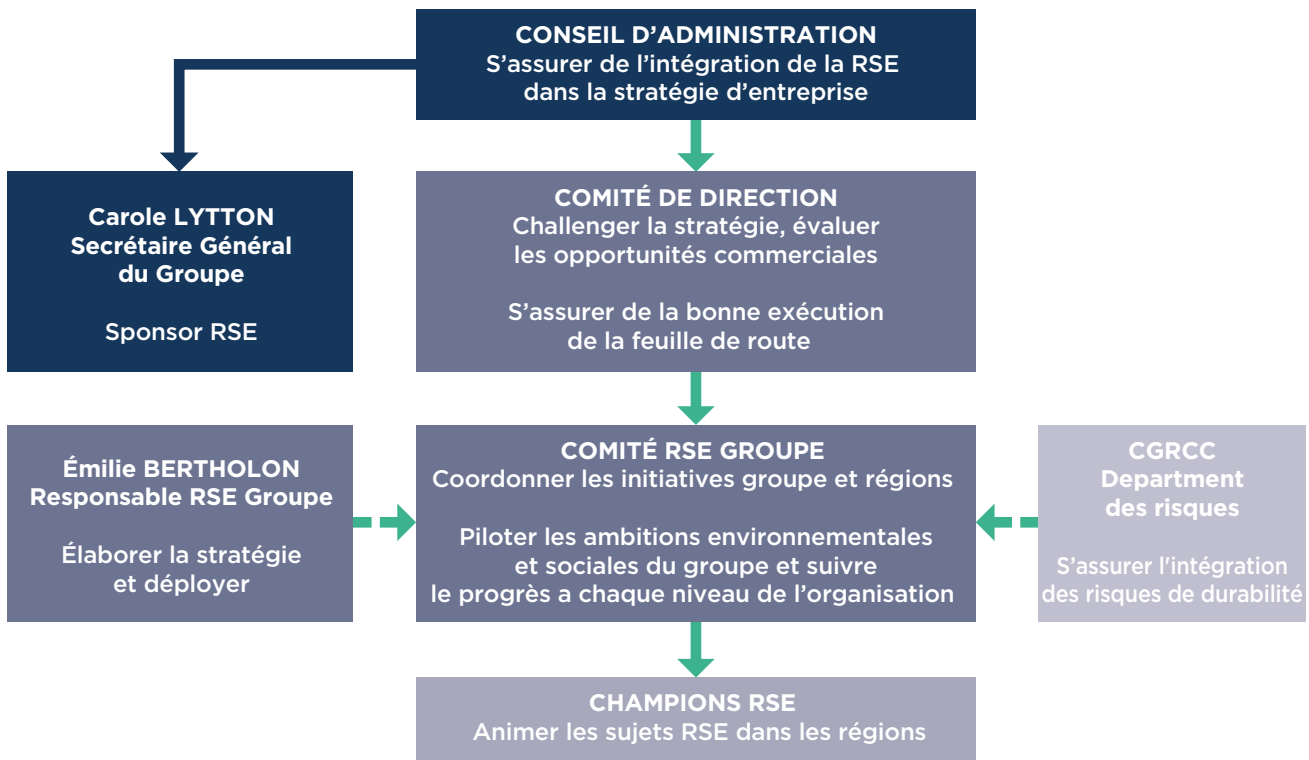 CONSEIL D’ADMINISTRATION
S’assurer de l’intégration de la RSE
dans la stratégie d’entreprise
Carole LYTTON
Secrétaire Général
du Groupe
Sponsor RSE
COMITÉ DE DIRECTION
Challenger la stratégie, évaluer
les opportunités commerciales
S’assurer de la bonne exécution
de la feuille de route
Émilie BERTHOLON
Responsable RSE Groupe
Élaborer la stratégie
et déployer
COMITÉ RSE GROUPE
Coordonner les initiatives groupe et régions
Piloter les ambitions environnementales
et sociales du groupe et suivre
le progrès a chaque niveau de l’organisation
CGRCC
Department
des risques
S’assurer l'intégration
des risques de durabilité
CHAMPIONS RSE
Animer les sujets RSE dans les régions